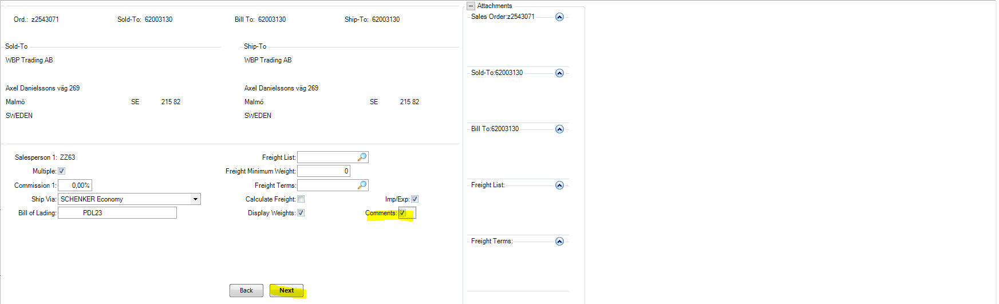 Attachments
Ord.: z2543071 Sold-To: 62003130 Bill To: 62003130 Ship-To: 62003130
Sales Order:z2543071
Sold-To Ship-To
WBP Trading AB WBP Trading AB
Sold-To:62003130
Axel Danielssons väg 269 Axel Danielssons väg 269
Malmö SE 215 82 Malmö SE 215 82
SWEDEN SWEDEN
Bill To:62003130
Salesperson 1: ZZ63 Freight List:
Multiple: Freight Minimum Weight: 0
Commission 1: 0,00% Freight Terms:
Freight List:
Ship Via: SCHENKER Economy Calculate Freight: Imp/Exp:
Bill of Lading: PDL23 Display Weights: Comments:
Freight Terms:
Back Next